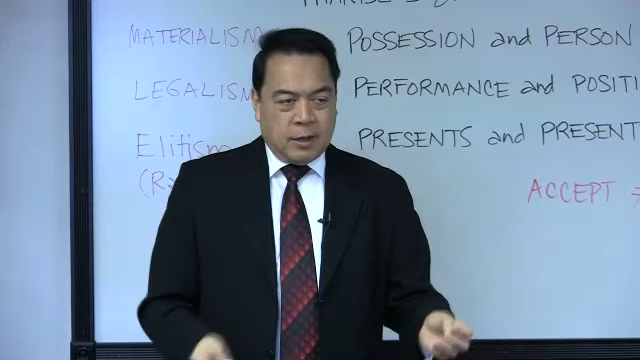 MATERIALISM POSSESSION and PERSON
LEGALISM PERFORMANCE and POSITI
Elitism PRESENTS and PRESENT
ACCEPT →